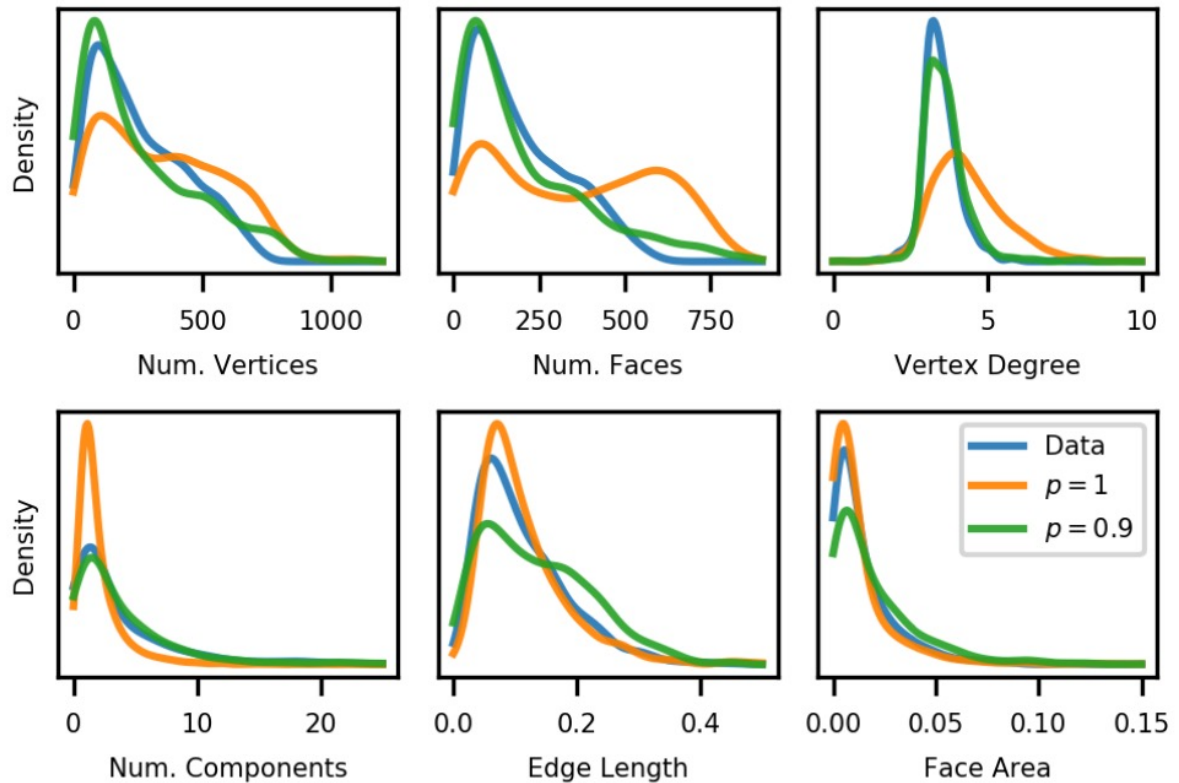 Density
0 500 1000
Num. Vertices
0 250 500 750
Num. Faces
0 5 10
Vertex Degree
Density
0 10 20
Num. Components
0.0 0.2 0.4
Edge Length
Data
p = 1
p = 0.9
0.00 0.05 0.10 0.15
Face Area